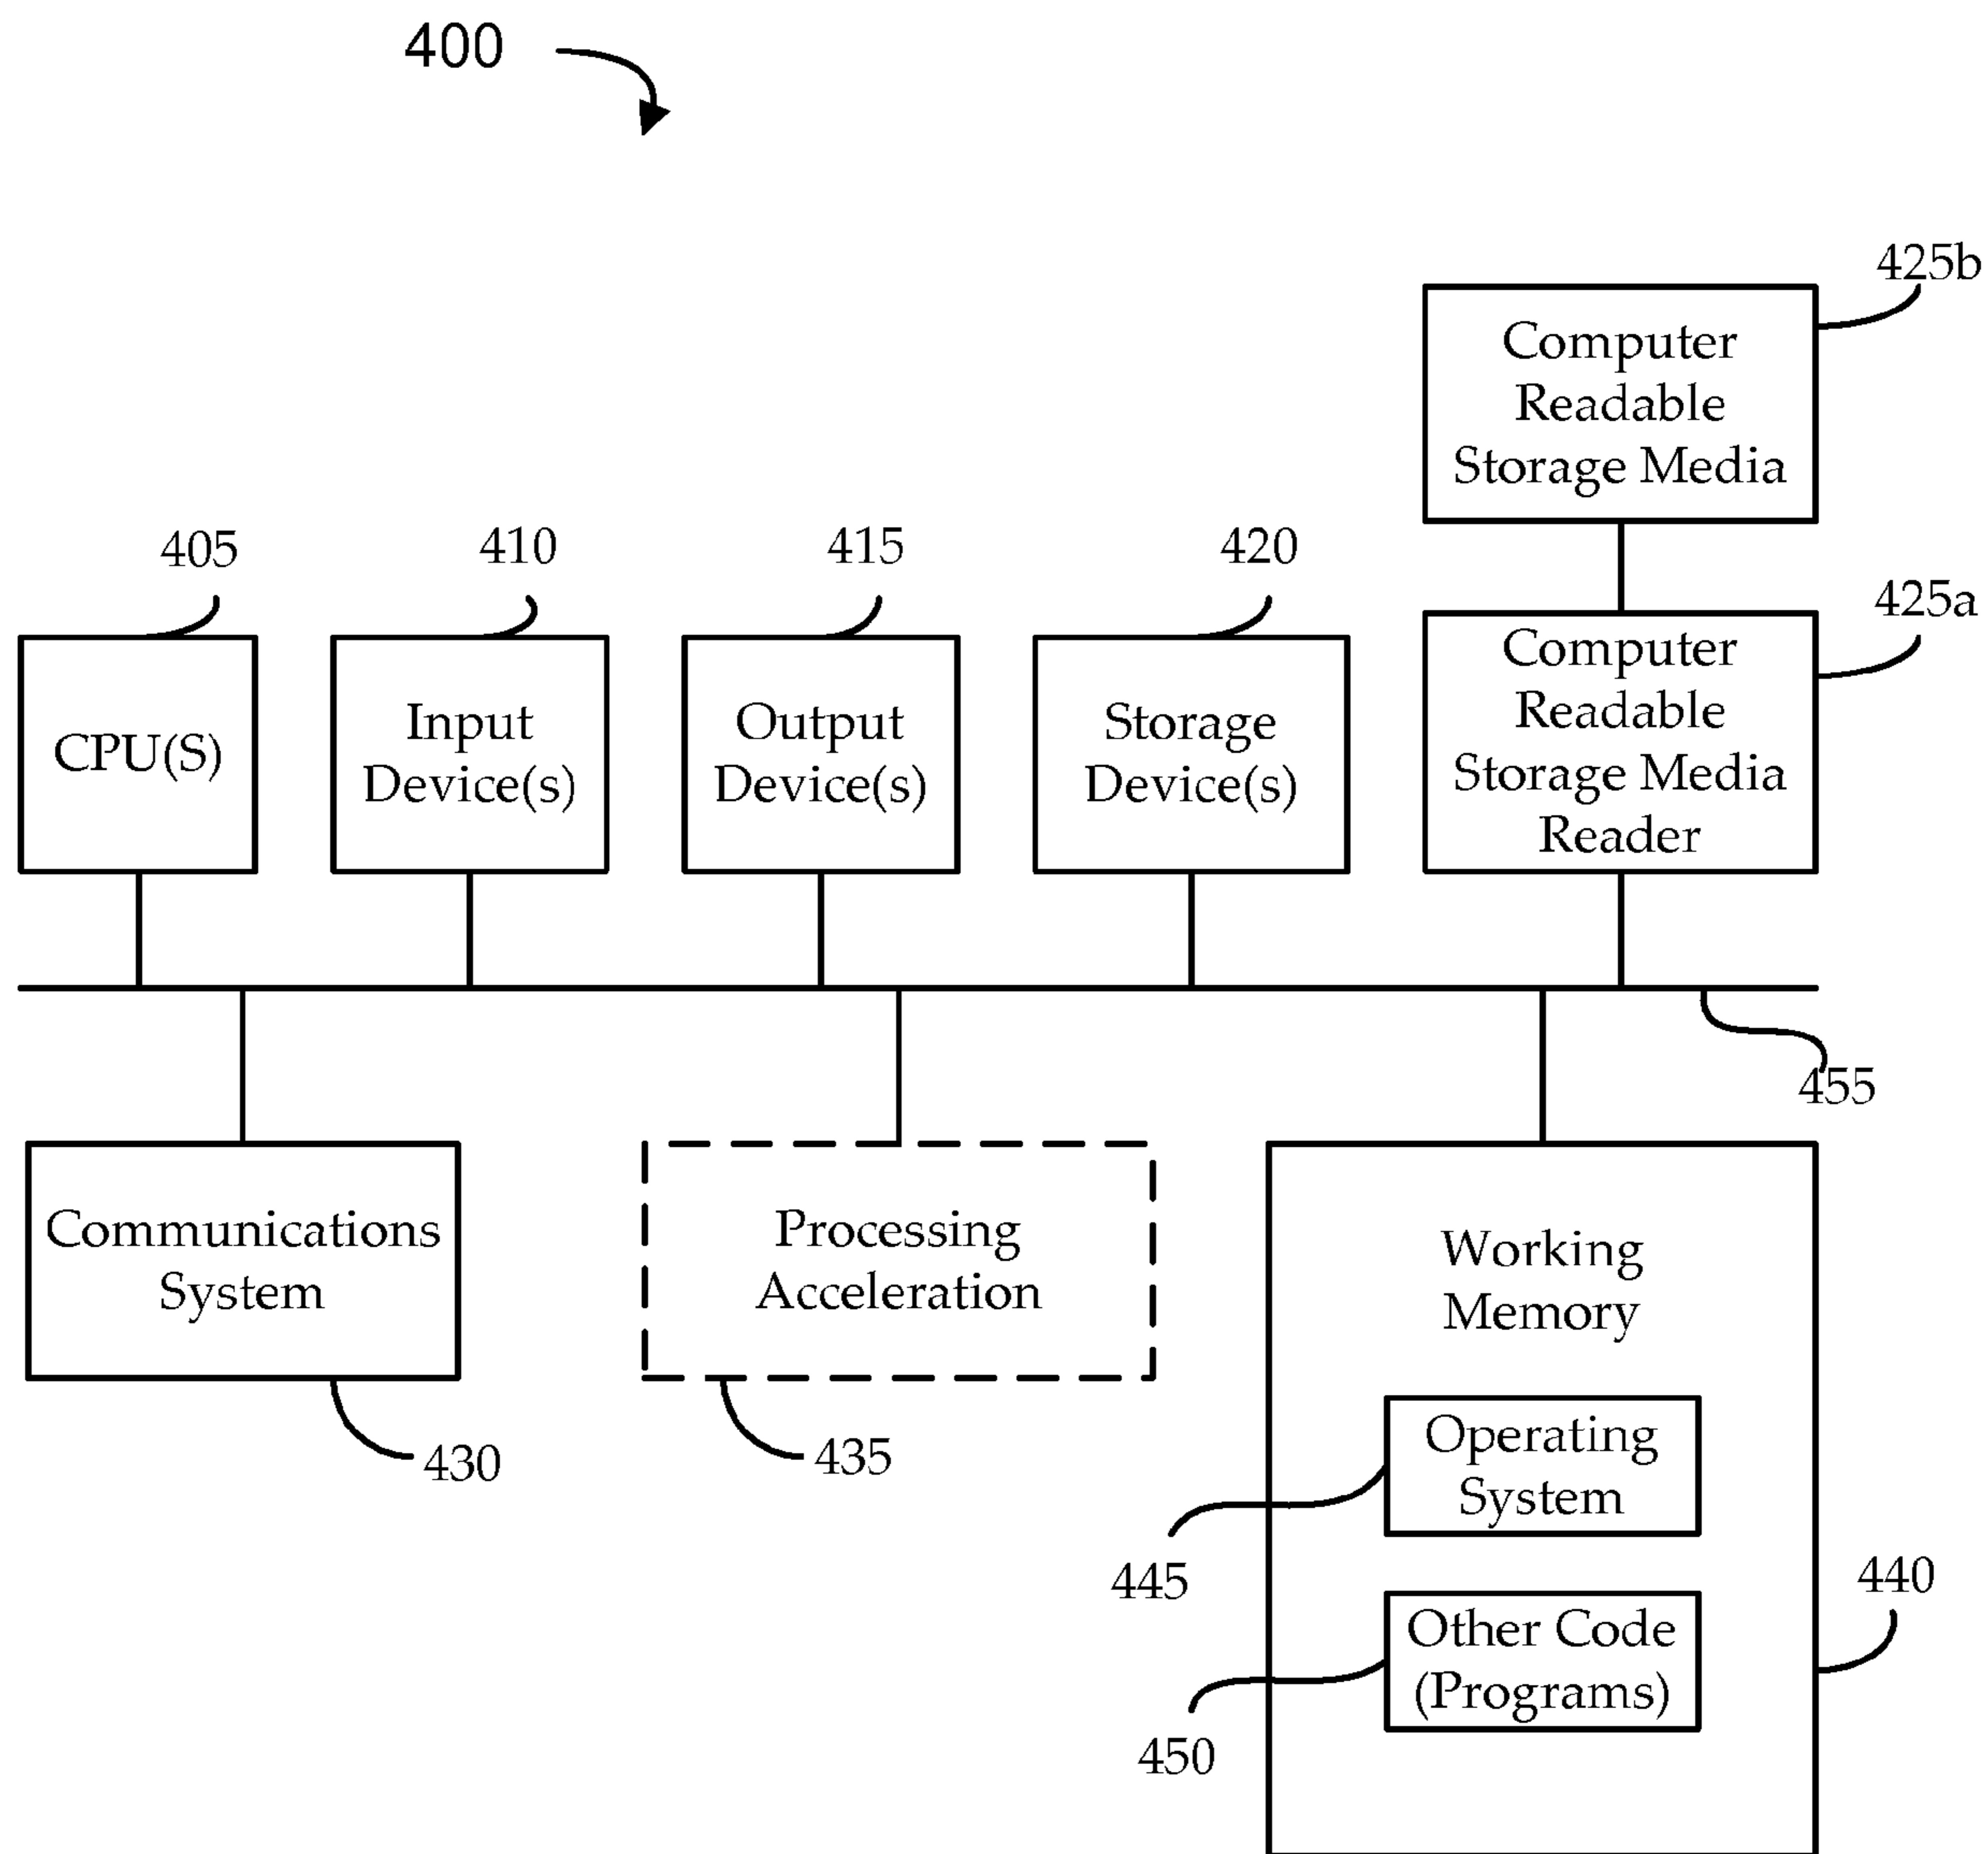 400
425b
Computer
Readable
Storage Media
405
410
415
420
425a
CPU(S)
Input
Device(s)
Output
Device(s)
Storage
Device(s)
Computer
Readable
Storage Media
Reader
455
Communications
System
430
Processing
Acceleration
435
Working
Memory
Operating
System
445
Other Code
(Programs)
450
440